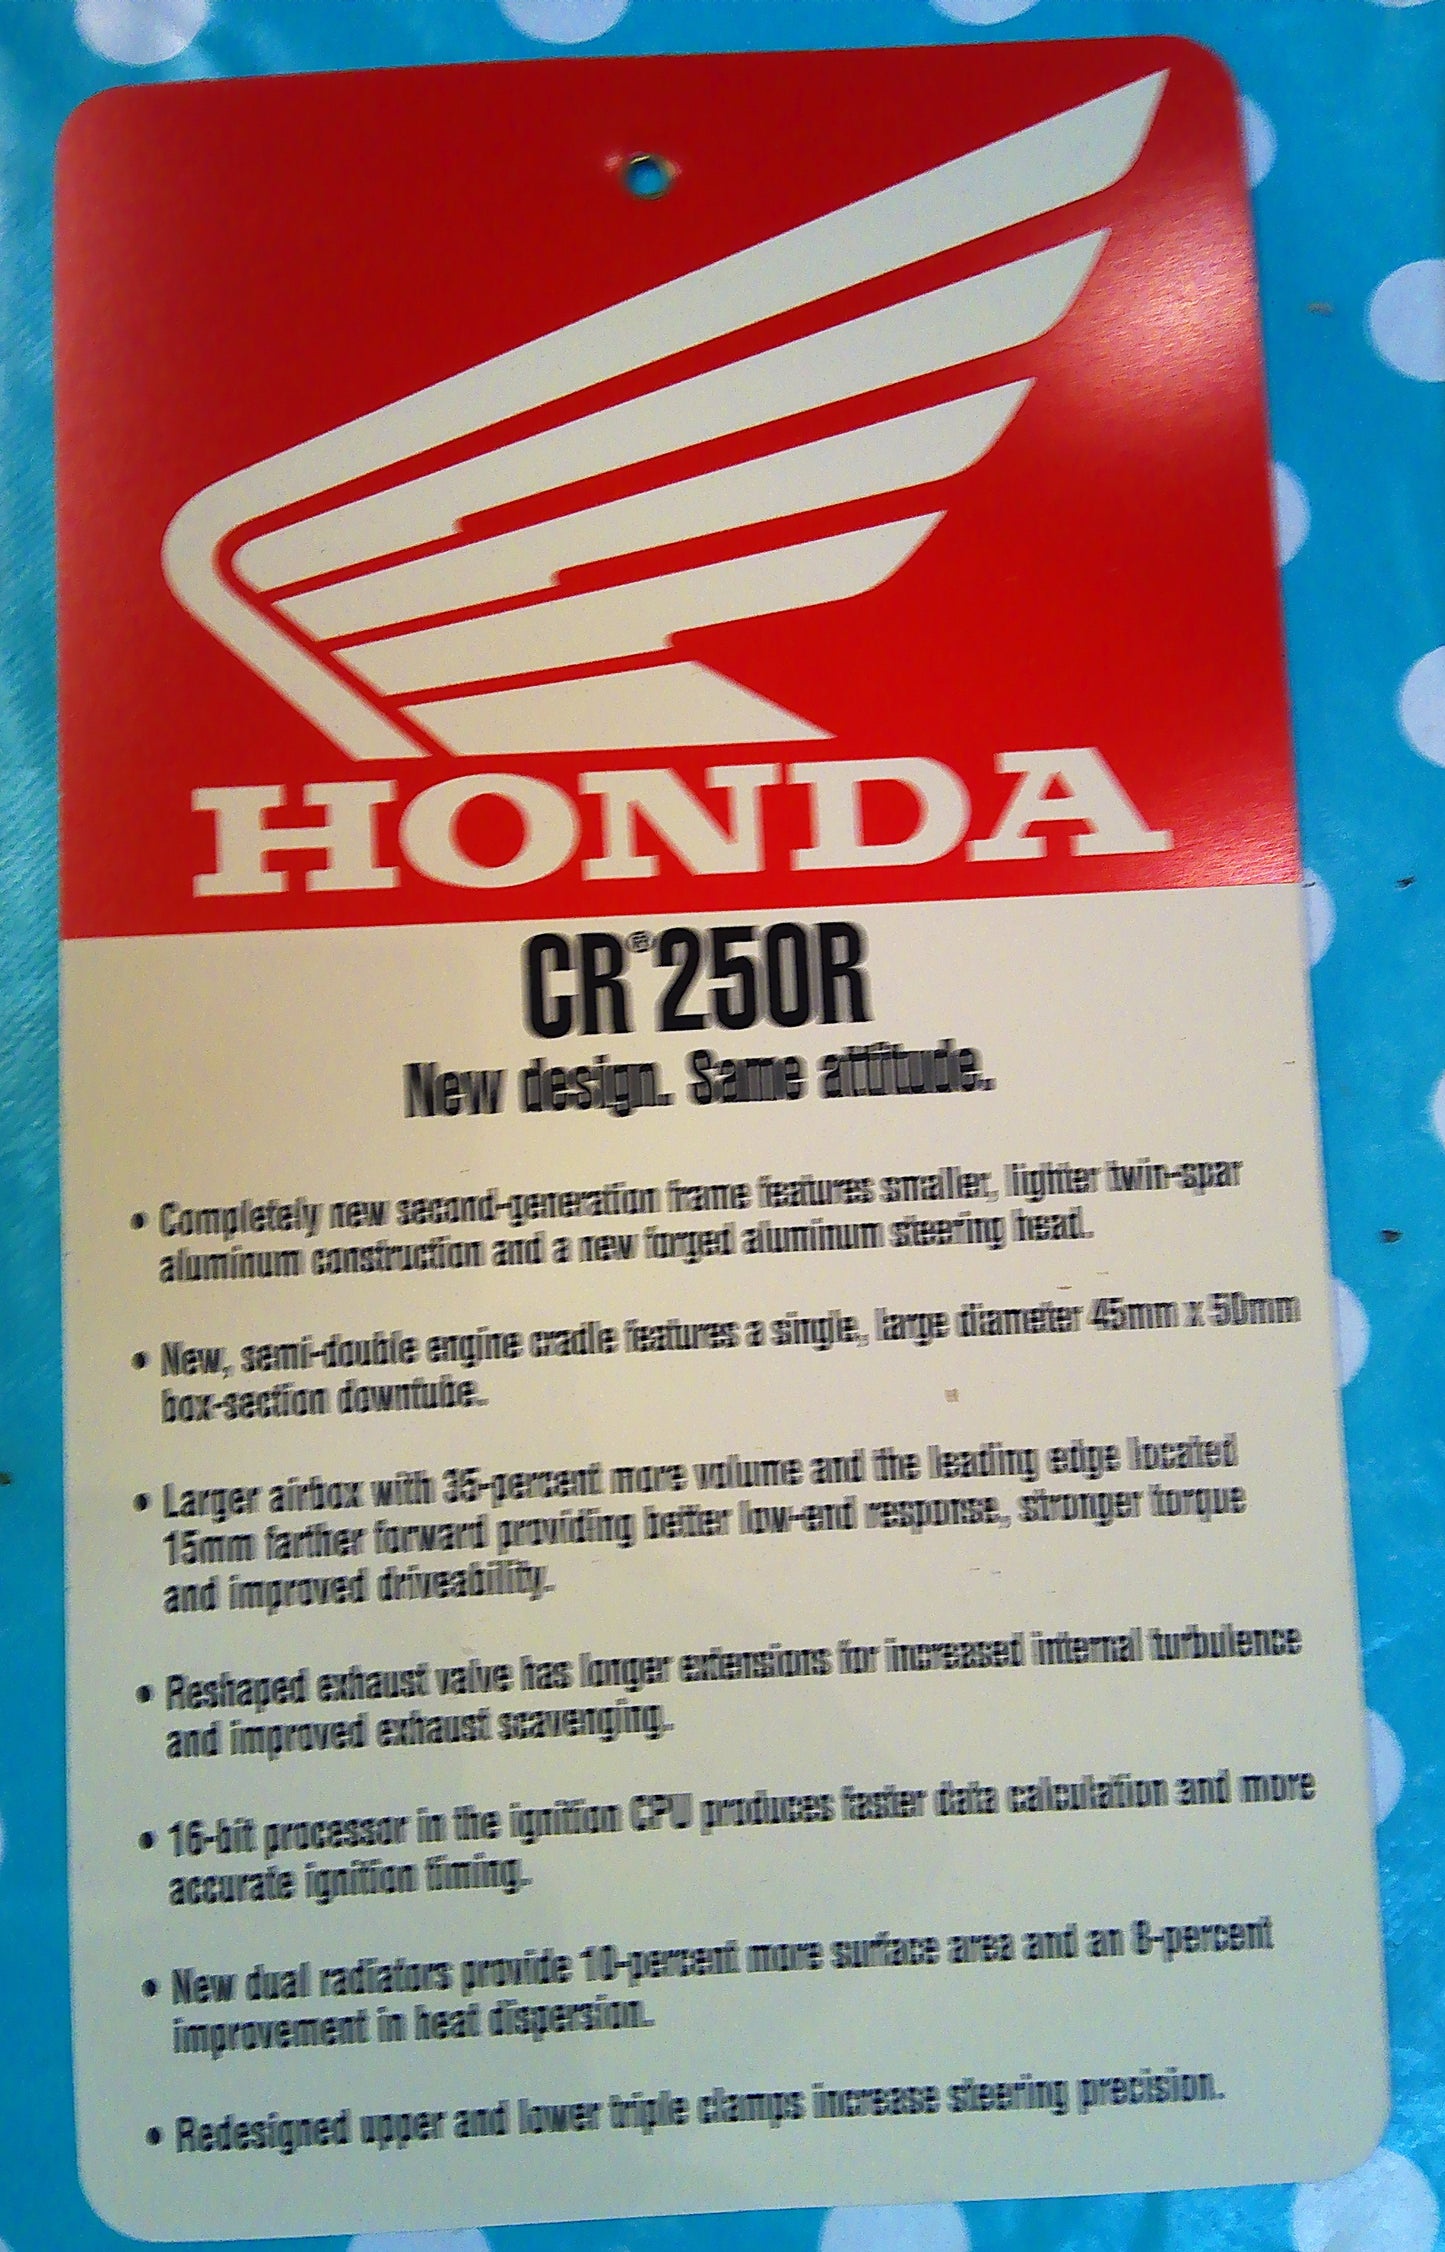 HONDA
CR®250R
New design. Same attitude.
• Completely new second-generation frame features smaller, lighter twin-spar
aluminum construction and a new forged aluminum steering head.
• New, semi-double engine cradle features a single, large diameter 45mm x 50mm
box-section downtube.
• Larger airbox with 35-percent more volume and the leading edge located
15mm farther forward providing better low-end response, stronger torque
and improved driveability.
• Reshaped exhaust valve has longer extensions for increased internal turbulence
and improved exhaust scavenging.
• 16-bit processor in the ignition CPU produces faster data calculation and more
accurate ignition timing.
• New dual radiators provide 10-percent more surface area and an 8-percent
improvement in heat dispersion.
• Redesigned upper and lower triple clamps increase steering precision.